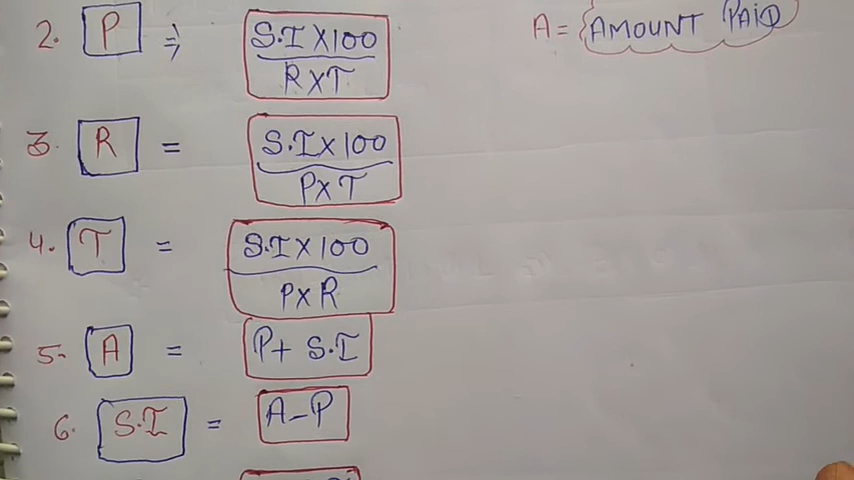 2. P ⇒ S.I X 100
R X T
A = AMOUNT PAID
3. R = S.I X 100
P X T
4. T = S.I X 100
P X R
5. A = P + S.I
6. S.I = A - P